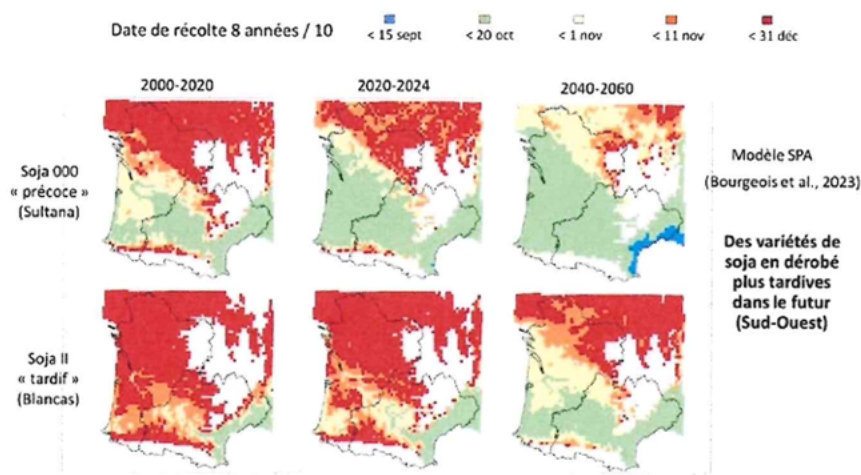 Date de récolte 8 années / 10
< 15 sept
< 20 oct
< 1 nov
< 11 nov
< 31 déc
2000-2020
2020-2024
2040-2060
Soja 000
« précoce »
(Sultana)
Modèle SPA
(Bourgeois et al., 2023)
Des variétés de
soja en dérobé
plus tardives
dans le futur
(Sud-Ouest)
Soja II
« tardif »
(Blancas)